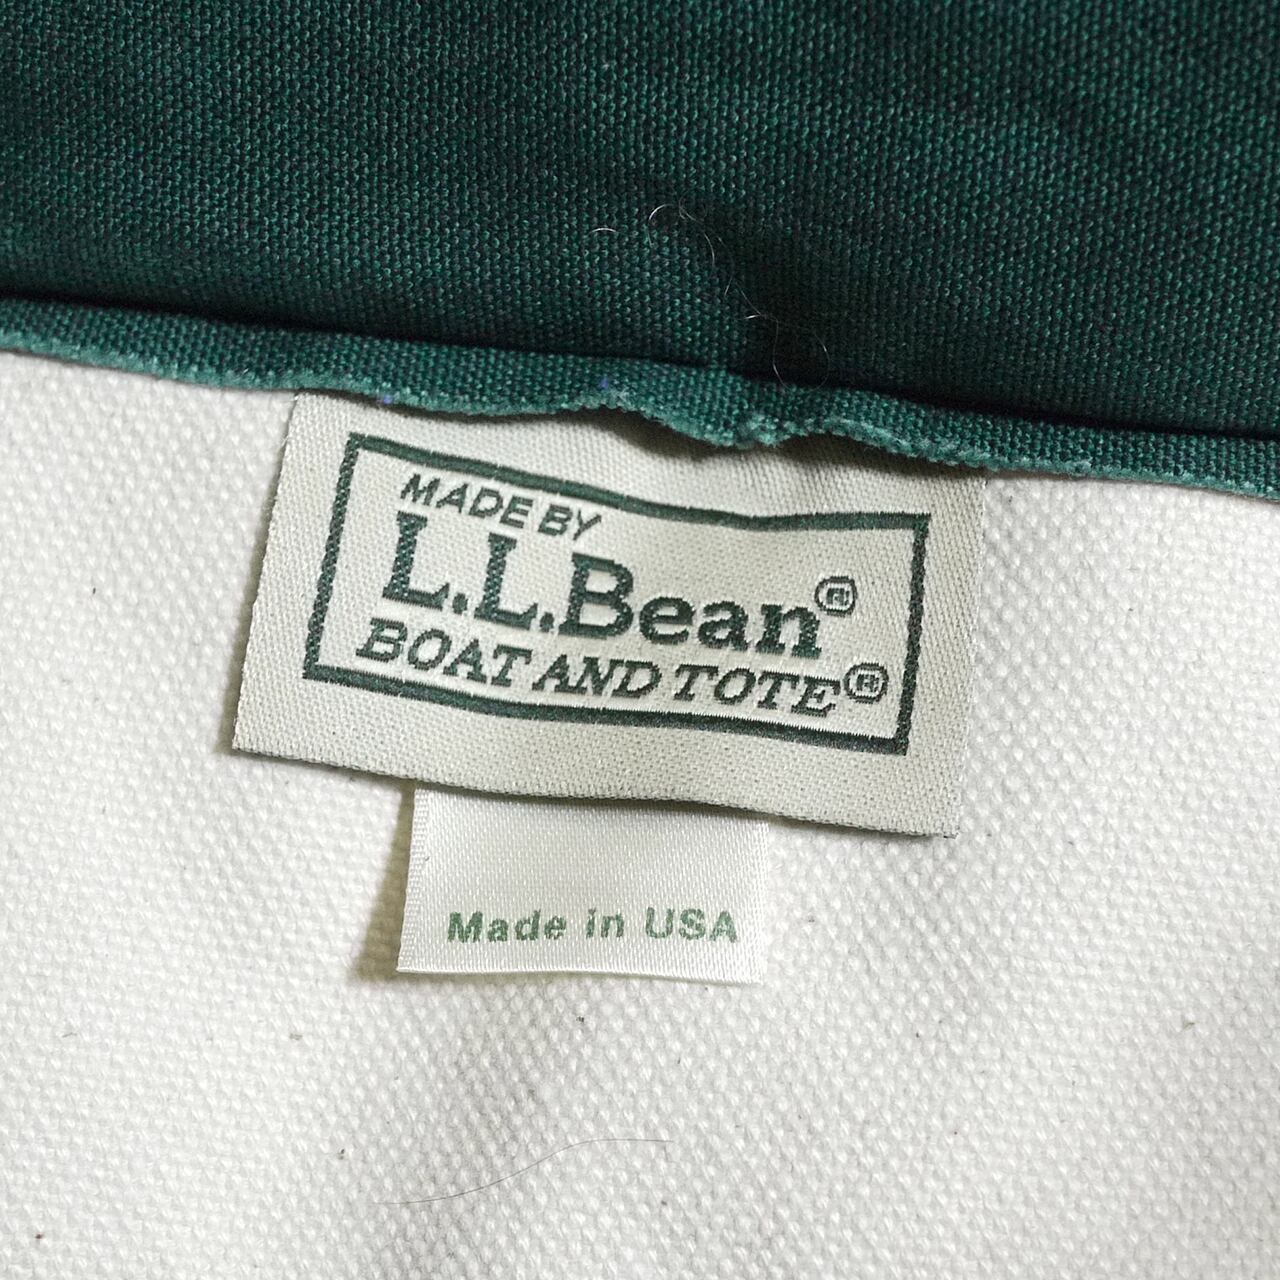 MADE BY
L.L.Bean®
BOAT AND TOTE®
Made in USA